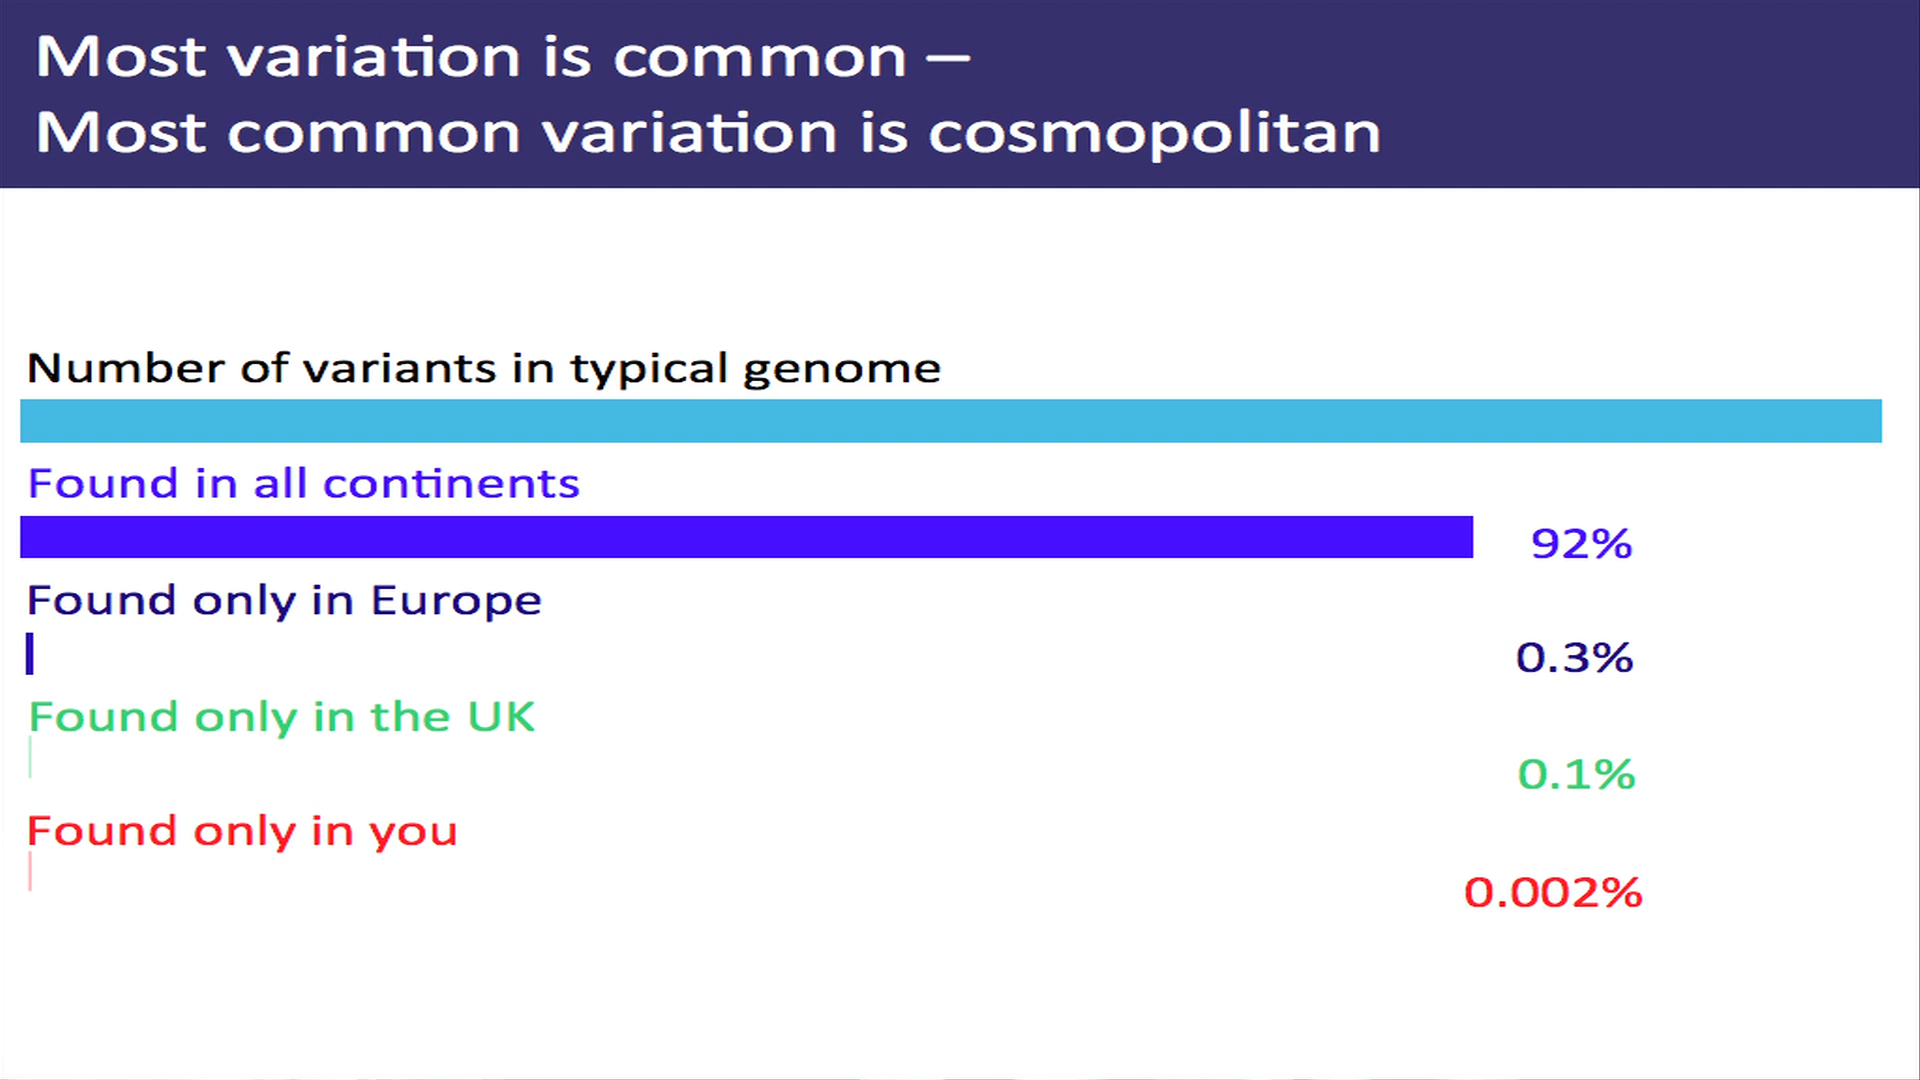 Most variation is common –
Most common variation is cosmopolitan
Number of variants in typical genome
Found in all continents
92%
Found only in Europe
0.3%
Found only in the UK
0.1%
Found only in you
0.002%